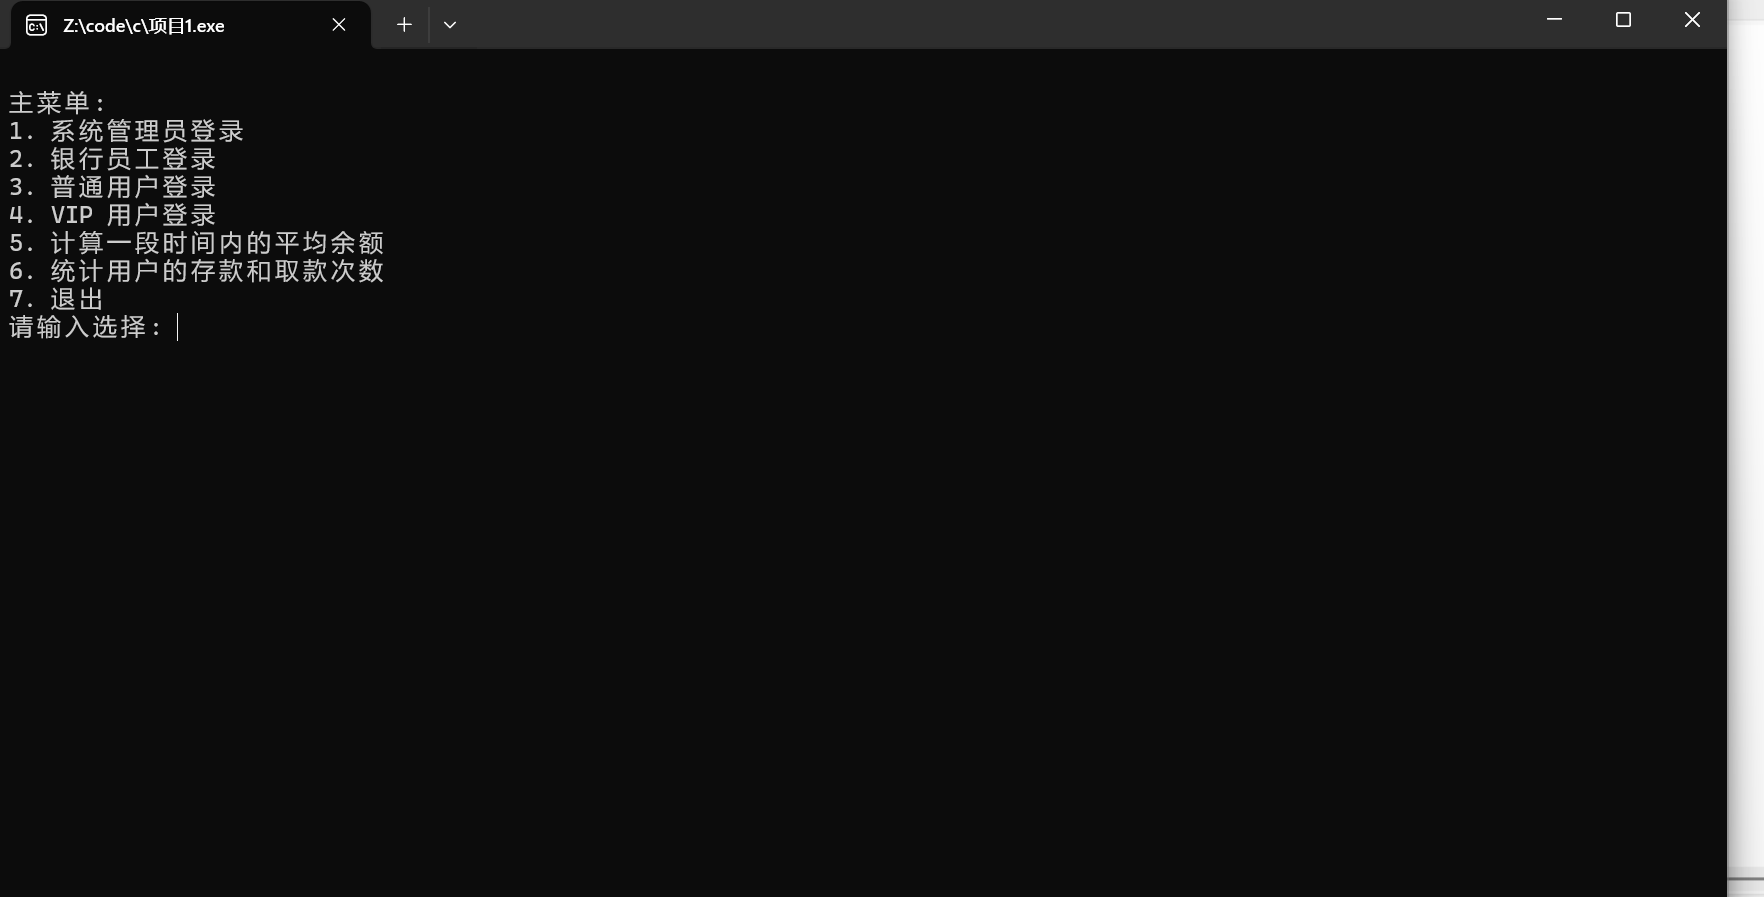 Z:\code\c\项目1.exe
主菜单:
1. 系统管理员登录
2. 银行员工登录
3. 普通用户登录
4. VIP 用户登录
5. 计算一段时间内的平均余额
6. 统计用户的存款和取款次数
7. 退出
请输入选择: